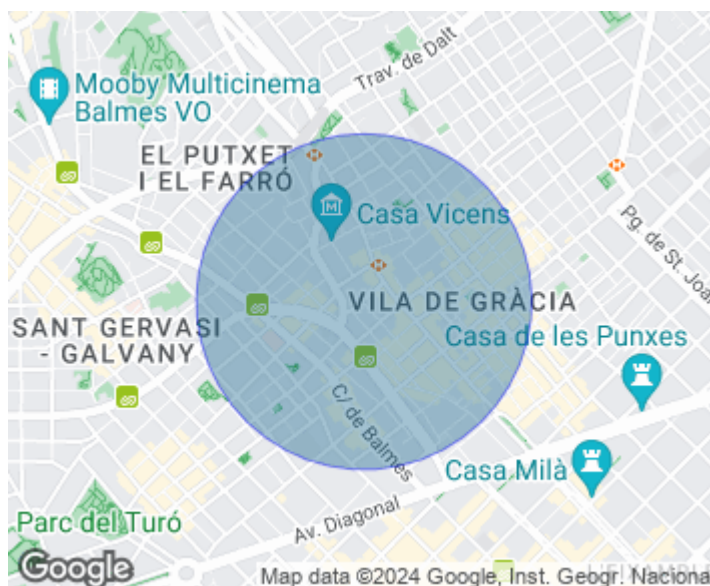 Trav. de Dalt
Mooby Multicinema
Balmes VO
EL PUTXET
I EL FARRÓ
Casa Vicens
Pg. de St. Joan
VILA DE GRÀCIA
SANT GERVASI
- GALVANY
Casa de les Punxes
C/ de Balmes
Casa Milà
Av. Diagonal
Parc del Turó
Google
Map data ©2024 Google, Inst. Geogr. Naciona